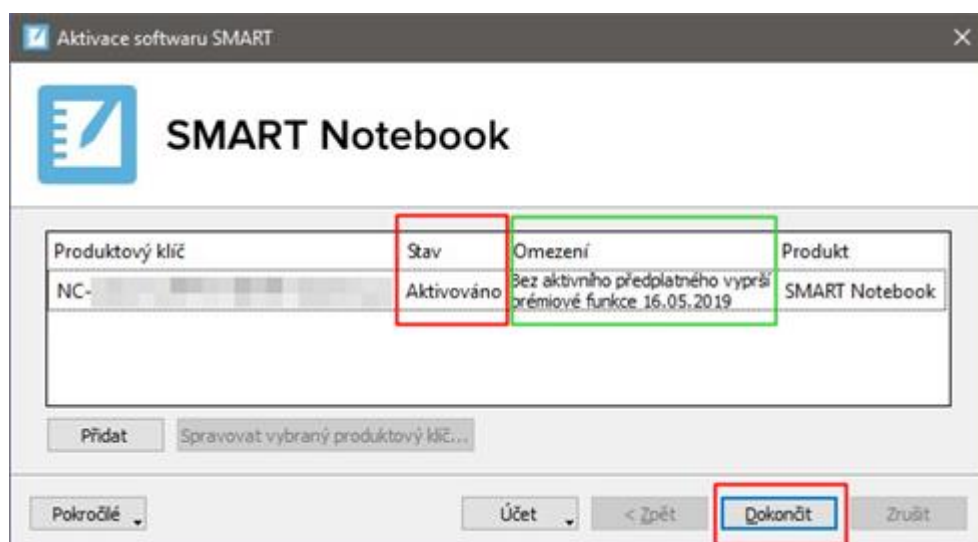 Aktivace softwaru SMART
SMART Notebook
Produktový klíč Stav Omezení Produkt
NC- Aktivováno Bez aktivního předplatného vyprší prémiové funkce 16.05.2019 SMART Notebook
Přidat Spravovat vybraný produktový klíč...
Pokročilé Účet < Zpět Dokončit Zrušit